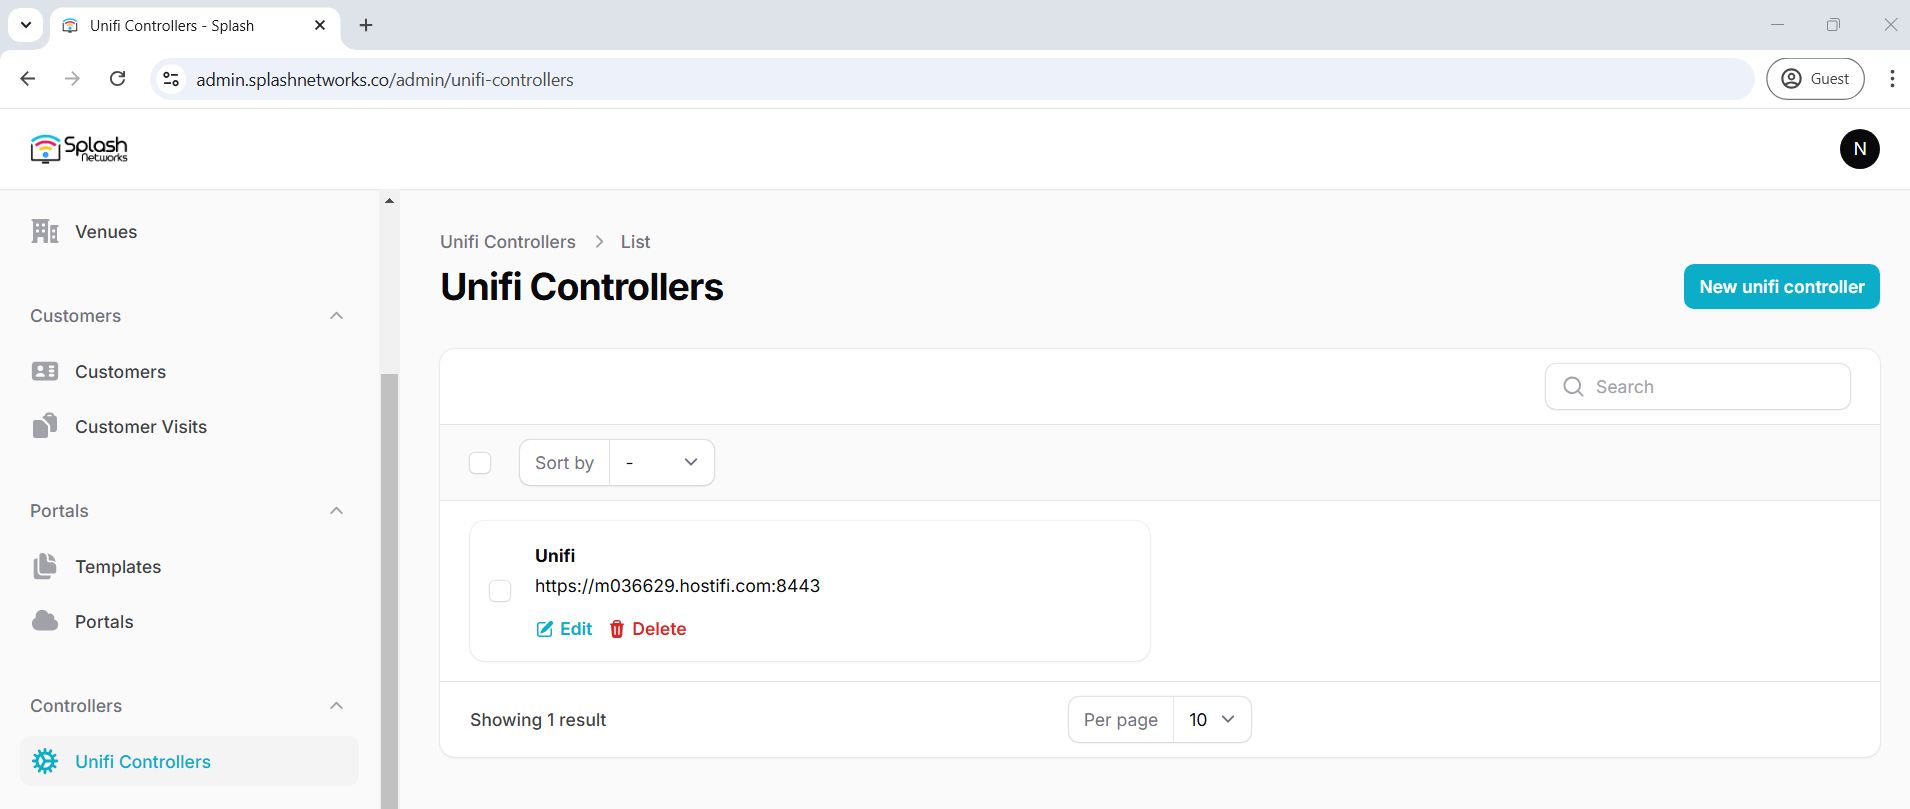 Unifi Controllers - Splash
admin.splashnetworks.co/admin/unifi-controllers
Guest
Splash
Networks
N
Venues
Customers
Customers
Customer Visits
Portals
Templates
Portals
Controllers
Unifi Controllers
Unifi Controllers > List
Unifi Controllers
New unifi controller
Search
Sort by -
Unifi
https://m036629.hostifi.com:8443
Edit Delete
Showing 1 result
Per page 10